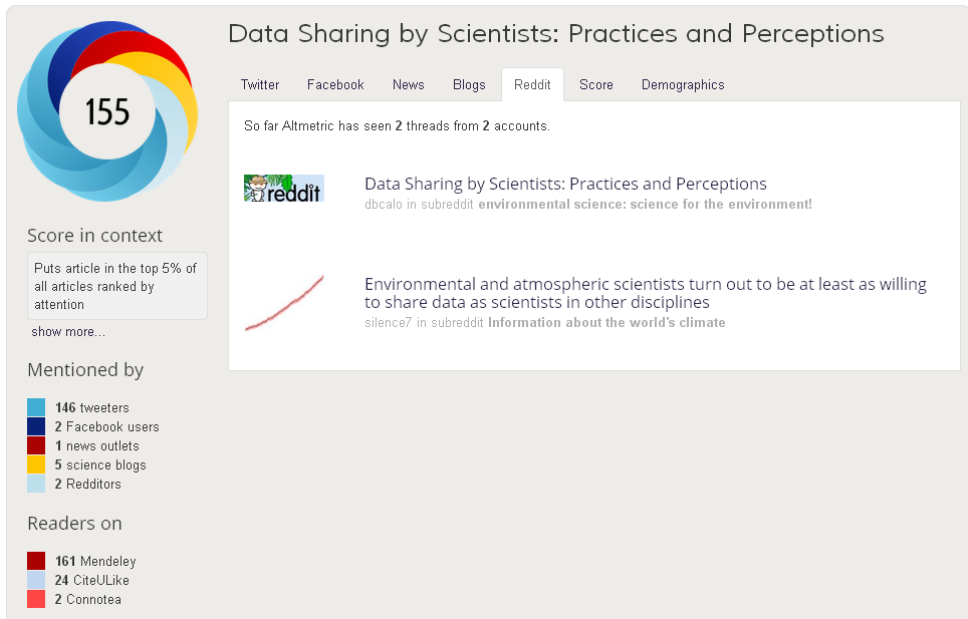 155
Data Sharing by Scientists: Practices and Perceptions
Twitter Facebook News Blogs Reddit Score Demographics
So far Altmetric has seen 2 threads from 2 accounts.
reddit
Data Sharing by Scientists: Practices and Perceptions
dbcalo in subreddit environmental science: science for the environment!
Environmental and atmospheric scientists turn out to be at least as willing
to share data as scientists in other disciplines
silence7 in subreddit Information about the world's climate
Score in context
Puts article in the top 5% of
all articles ranked by
attention
show more...
Mentioned by
146 tweeters
2 Facebook users
1 news outlets
5 science blogs
2 Redditors
Readers on
161 Mendeley
24 CiteULike
2 Connotea